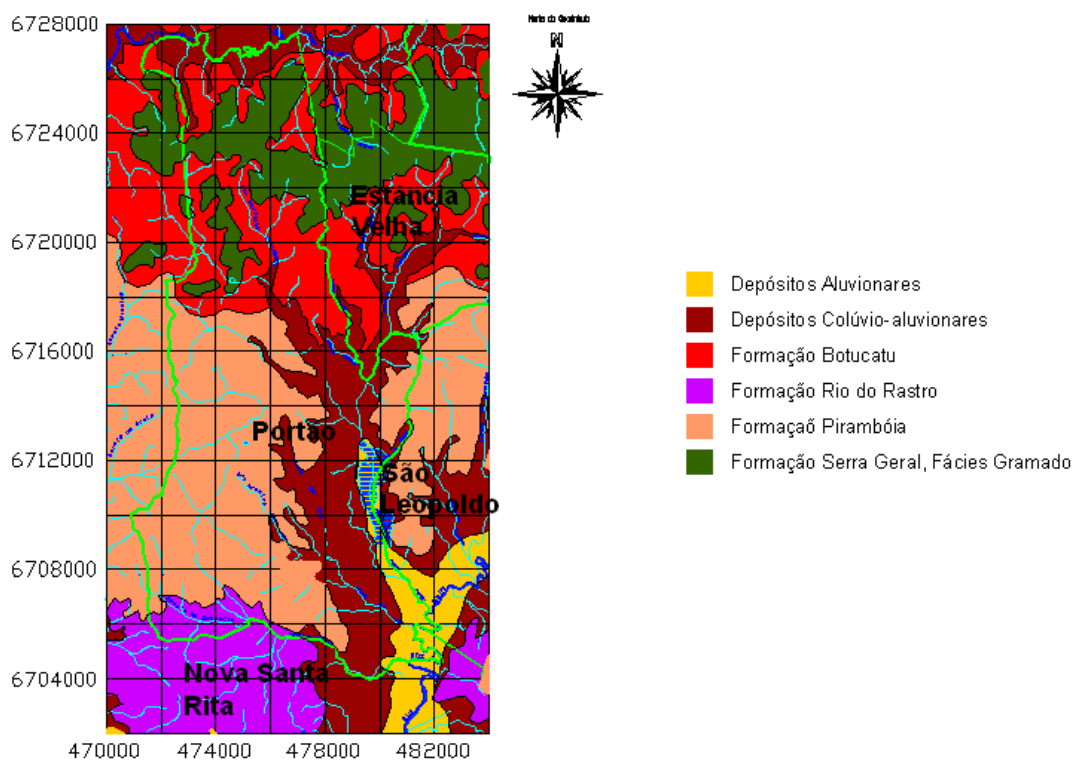 6728000
6724000
6720000
6716000
6712000
6708000
6704000
470000
474000
478000
482000
N
Estancia
Velha
Portão
São
Leopoldo
Nova Santa
Rita
Depósitos Aluvionares
Depósitos Colúvio-aluvionares
Formação Botucatu
Formação Rio do Rastro
Formaçaõ Pirambóia
Formação Serra Geral, Fácies Gramado